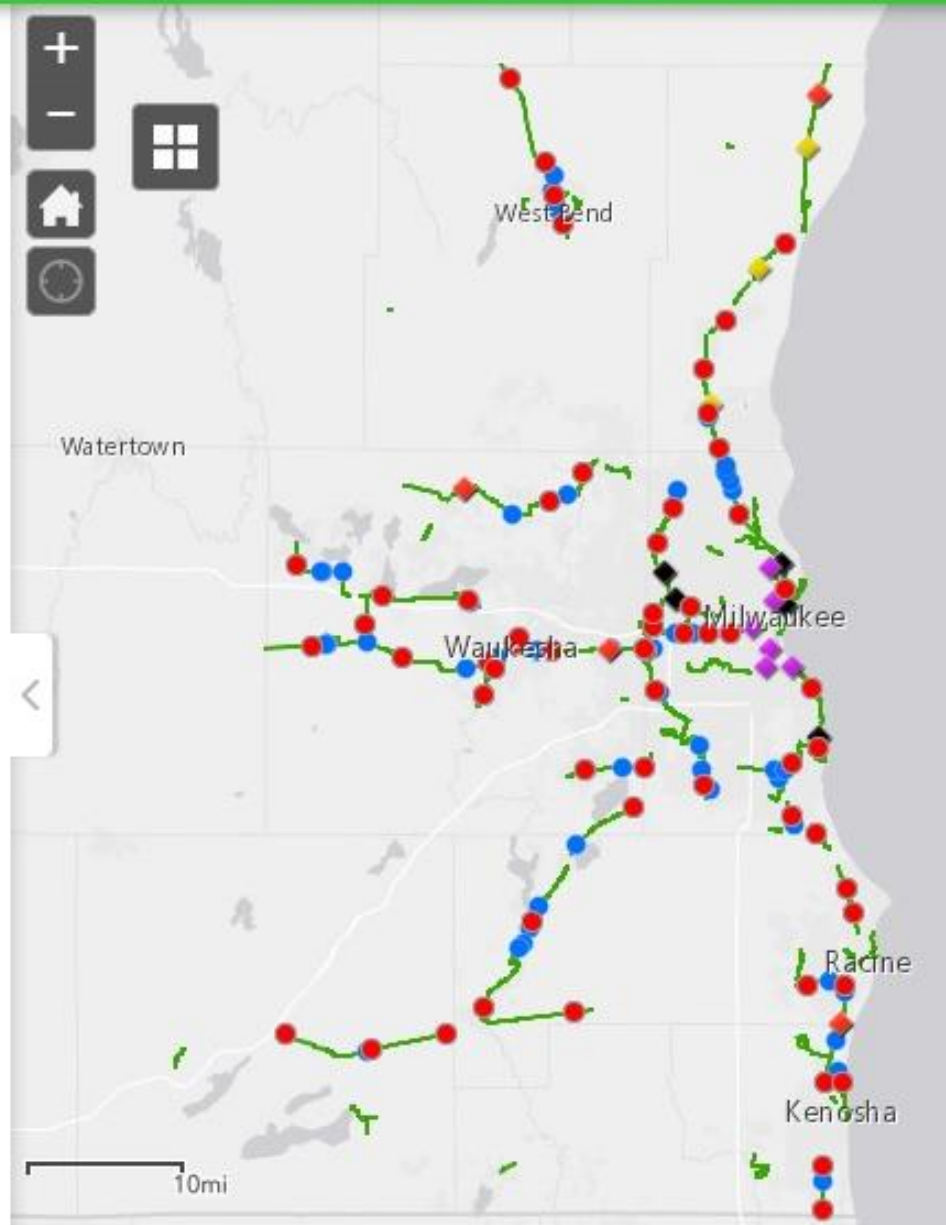 +
−
West Bend
Watertown
Milwaukee
Waukesha
Racine
Kenosha
10mi